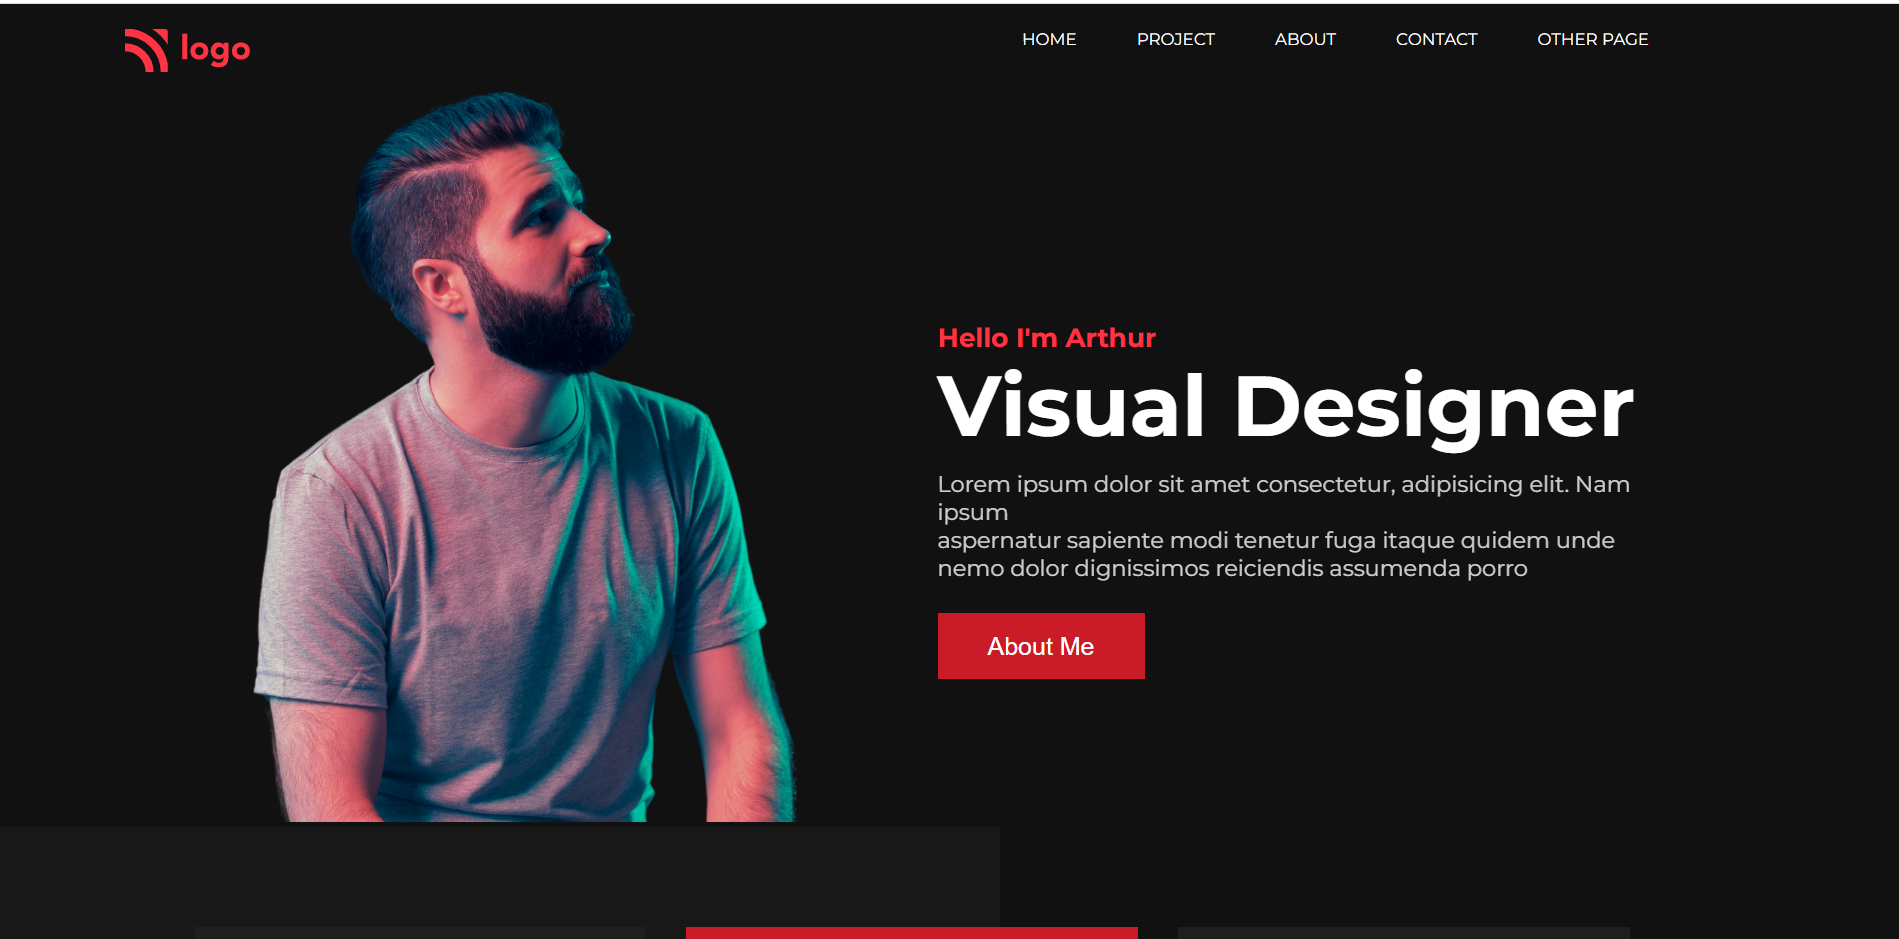 logo
HOME PROJECT ABOUT CONTACT OTHER PAGE
Hello I'm Arthur
Visual Designer
Lorem ipsum dolor sit amet consectetur, adipisicing elit. Nam
ipsum
aspernatur sapiente modi tenetur fuga itaque quidem unde
nemo dolor dignissimos reiciendis assumenda porro
About Me